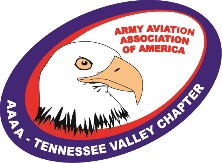 ARMY AVIATION
ASSOCIATION
OF AMERICA
AAAA - TENNESSEE VALLEY CHAPTER